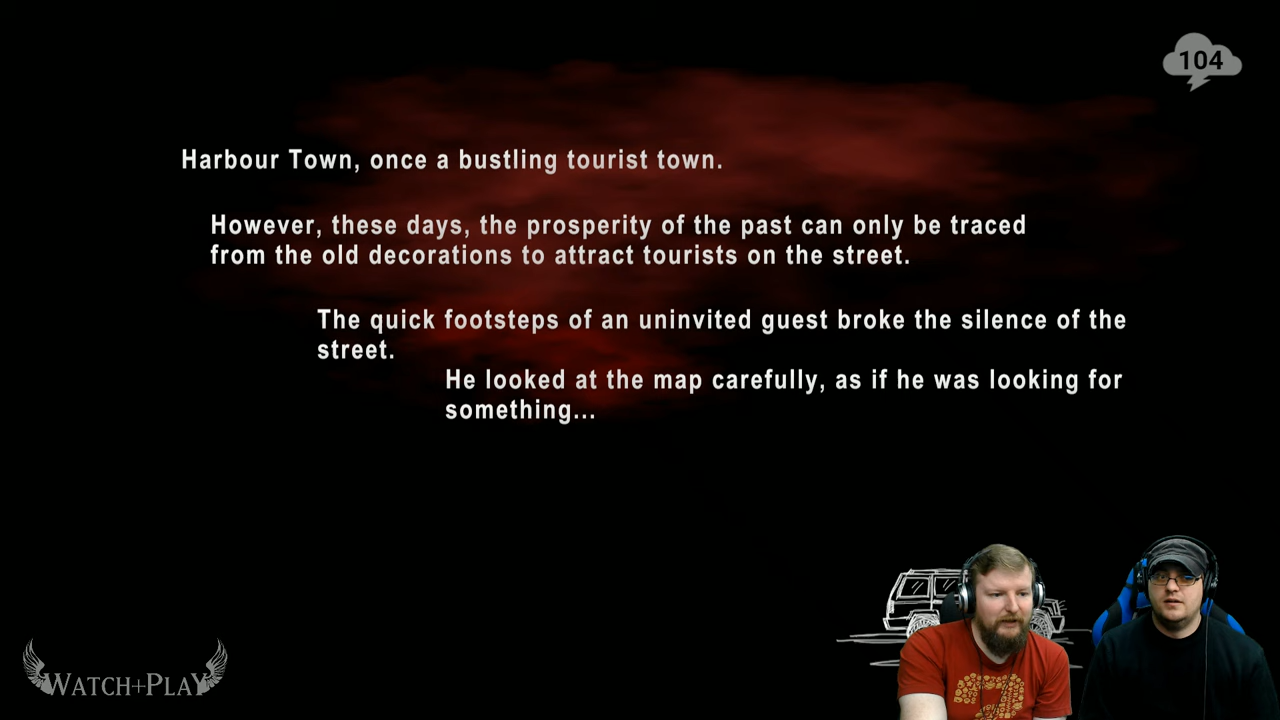 104
Harbour Town, once a bustling tourist town.
However, these days, the prosperity of the past can only be traced
from the old decorations to attract tourists on the street.
The quick footsteps of an uninvited guest broke the silence of the
street.
He looked at the map carefully, as if he was looking for
something...
WATCH+PLAY